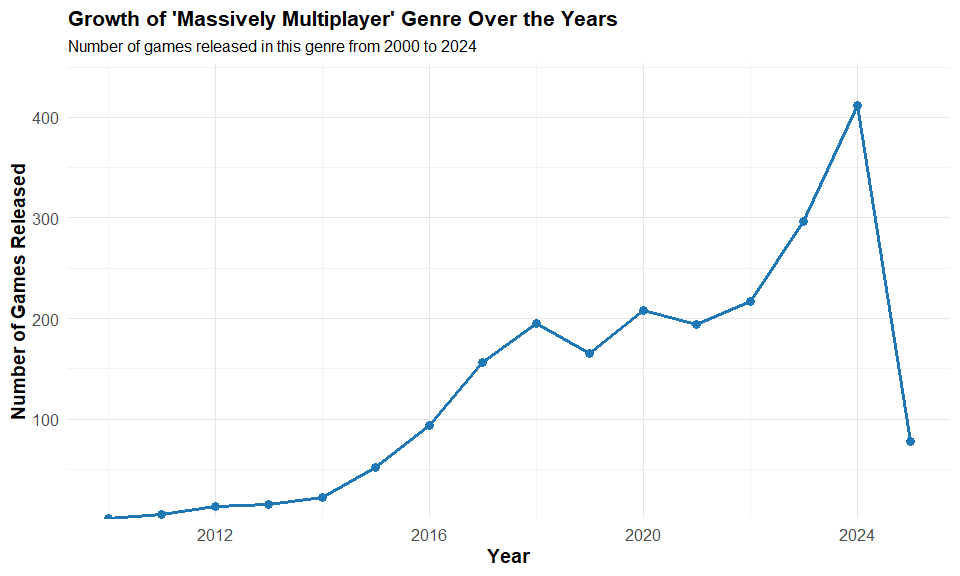 Growth of 'Massively Multiplayer' Genre Over the Years
Number of games released in this genre from 2000 to 2024
Number of Games Released
400
300
200
100
2012
2016
2020
2024
Year